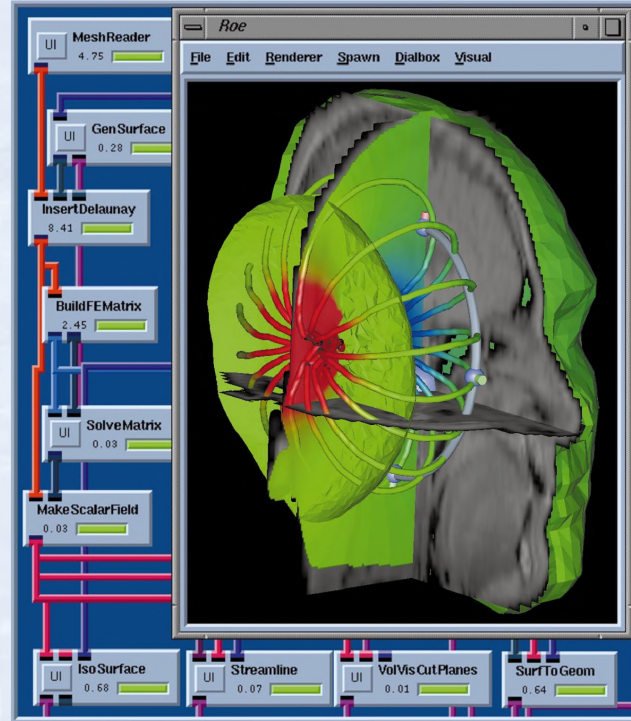 Roe
File Edit Renderer Spawn Dialbox Visual
UI MeshReader
4.75
UI GenSurface
0.28
InsertDelaunay
8.41
BuildFEMatrix
2.45
UI SolveMatrix
0.03
MakeScalarField
0.03
UI IsoSurface
0.68
UI Streamline
0.07
UI VolVisCutPlanes
0.01
SurfToGeom
0.64